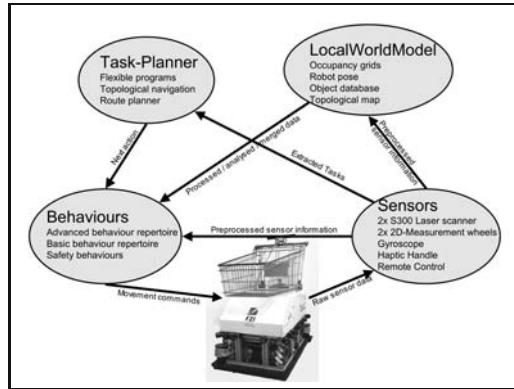 Task-Planner
Flexible programs
Topological navigation
Route planner
LocalWorldModel
Occupancy grids
Robot pose
Object database
Topological map
Next action
Processed / analysed / merged data
Extracted Tasks
Preprocessed
sensor information
Behaviours
Advanced behaviour repertoire
Basic behaviour repertoire
Safety behaviours
Preprocessed sensor information
Sensors
2x S300 Laser scanner
2x 2D-Measurement wheels
Gyroscope
Haptic Handle
Remote Control
Movement commands
Raw sensor data
FZI